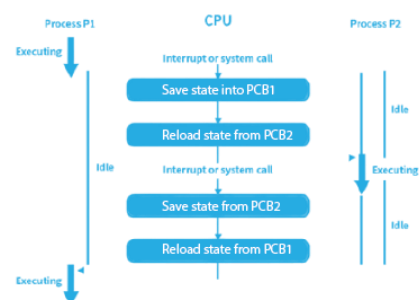 Process P1
CPU
Process P2
Executing
Interrupt or system call
Save state into PCB1
Idle
Reload state from PCB2
Idle
Interrupt or system call
Executing
Save state from PCB2
Idle
Reload state from PCB1
Executing